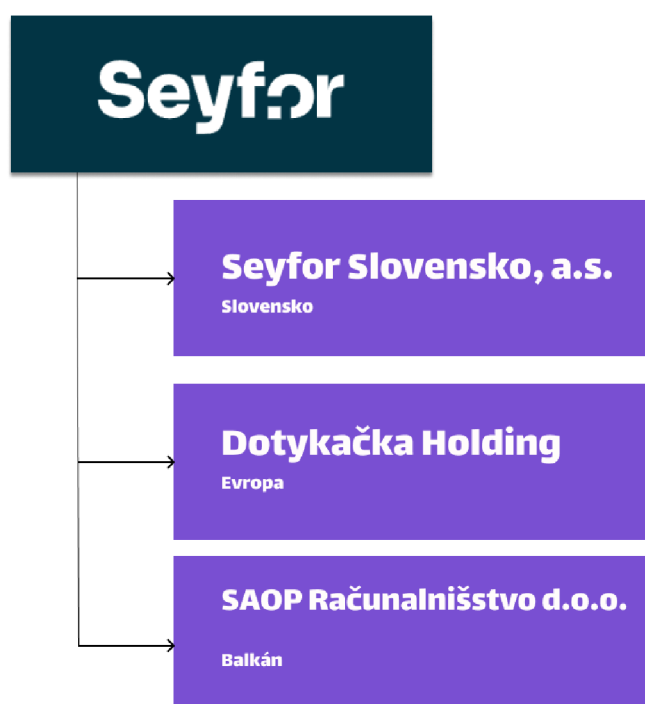 Seyfor
Seyfor Slovensko, a.s.
Slovensko
Dotykačka Holding
Evropa
SAOP Računalništvo d.o.o.
Balkán